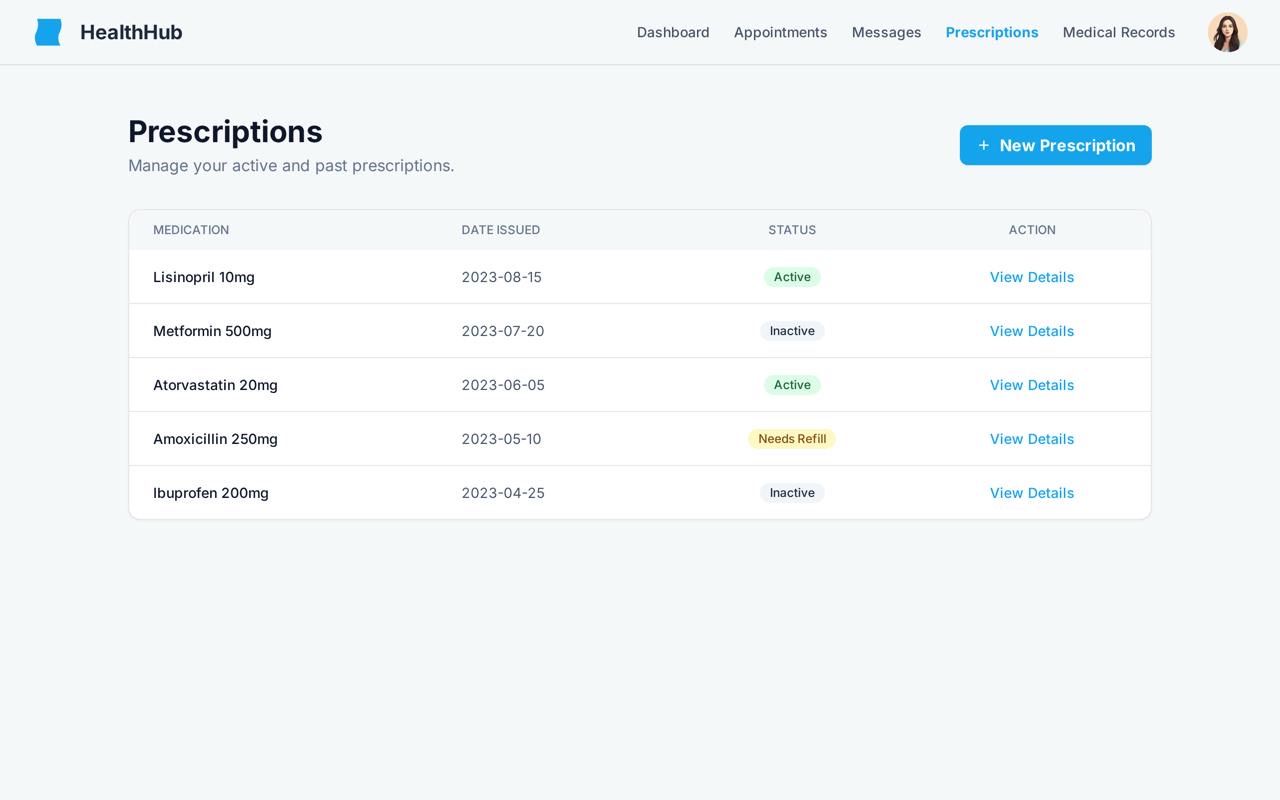 HealthHub
Dashboard Appointments Messages Prescriptions Medical Records
Prescriptions
Manage your active and past prescriptions.
+ New Prescription
MEDICATION DATE ISSUED STATUS ACTION
Lisinopril 10mg 2023-08-15 Active View Details
Metformin 500mg 2023-07-20 Inactive View Details
Atorvastatin 20mg 2023-06-05 Active View Details
Amoxicillin 250mg 2023-05-10 Needs Refill View Details
Ibuprofen 200mg 2023-04-25 Inactive View Details